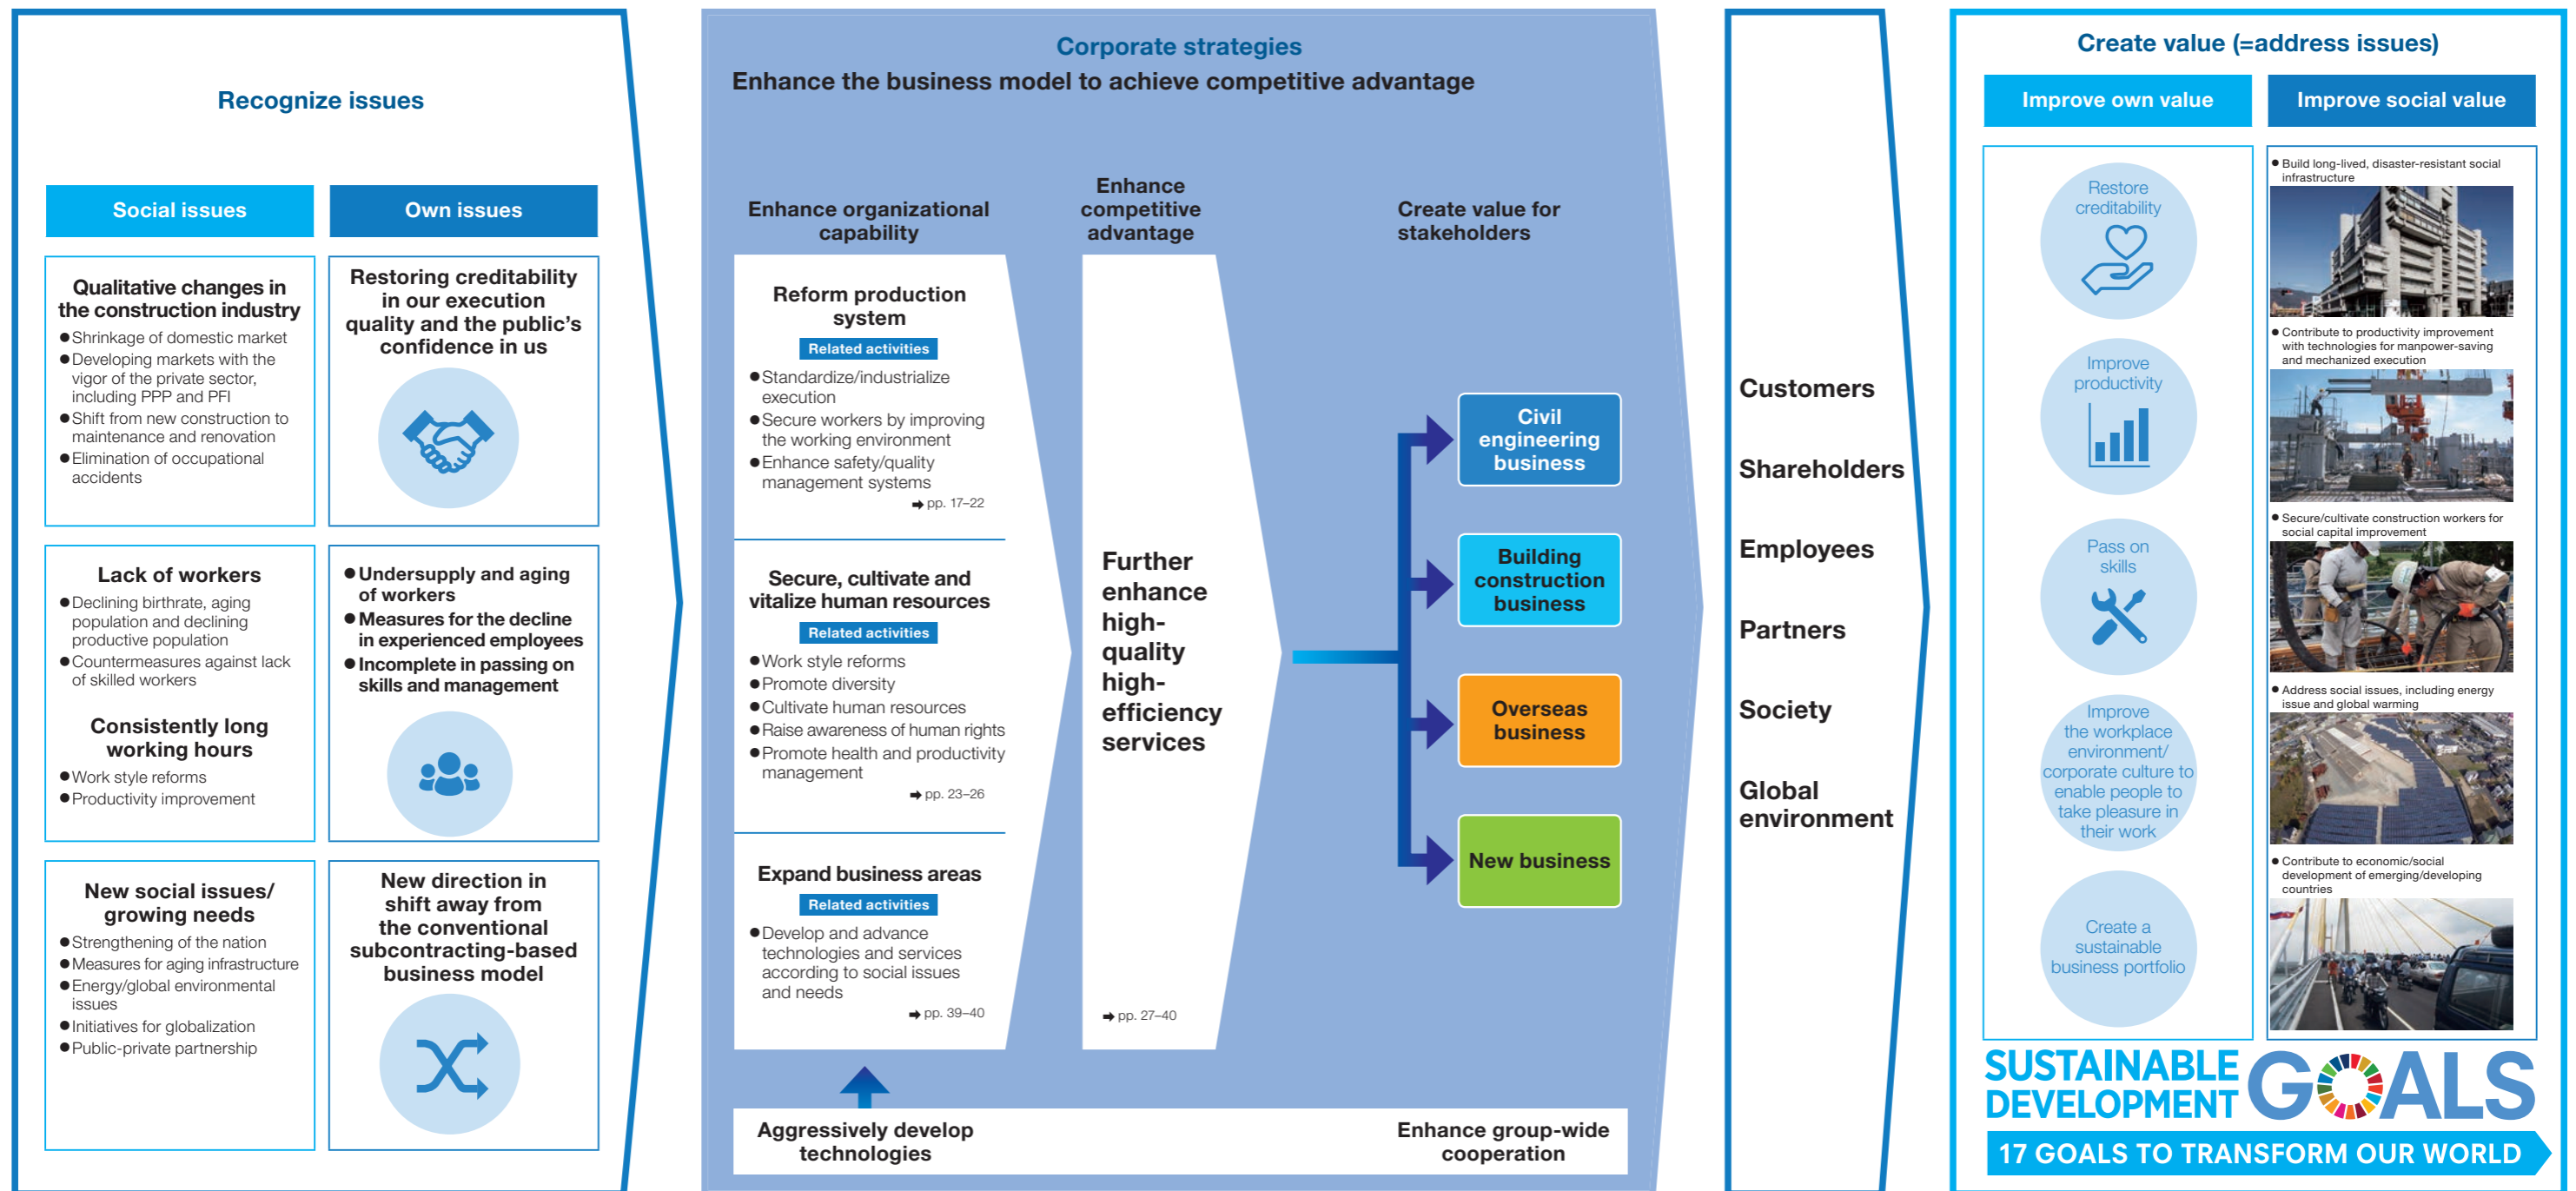 Recognize issues
Social issues
Own issues
Qualitative changes in
the construction industry
●Shrinkage of domestic market
●Developing markets with the
vigor of the private sector,
including PPP and PFI
●Shift from new construction to
maintenance and renovation
●Elimination of occupational
accidents
Restoring creditability
in our execution
quality and the public's
confidence in us
Lack of workers
●Declining birthrate, aging
population and declining
productive population
●Countermeasures against lack
of skilled workers
Consistently long
working hours
●Work style reforms
●Productivity improvement
●Undersupply and aging
of workers
●Measures for the decline
in experienced employees
●Incomplete in passing on
skills and management
New social issues/
growing needs
●Strengthening of the nation
●Measures for aging infrastructure
●Energy/global environmental
issues
●Initiatives for globalization
●Public-private partnership
New direction in
shift away from
the conventional
subcontracting-based
business model
Corporate strategies
Enhance the business model to achieve competitive advantage
Enhance organizational
capability
Reform production
system
Related activities
●Standardize/industrialize
execution
●Secure workers by improving
the working environment
●Enhance safety/quality
management systems
➡ pp. 17–22
Secure, cultivate and
vitalize human resources
Related activities
●Work style reforms
●Promote diversity
●Cultivate human resources
●Raise awareness of human rights
●Promote health and productivity
management
➡ pp. 23–26
Expand business areas
Related activities
●Develop and advance
technologies and services
according to social issues
and needs
➡ pp. 39–40
Enhance
competitive
advantage
Further
enhance
high-
quality
high-
efficiency
services
➡ pp. 27–40
Create value for
stakeholders
Civil
engineering
business
Building
construction
business
Overseas
business
New business
Aggressively develop
technologies
Enhance group-wide
cooperation
Customers
Shareholders
Employees
Partners
Society
Global
environment
Create value (=address issues)
Improve own value
Improve social value
Restore
creditability
Improve
productivity
Pass on
skills
Improve
the workplace
environment/
corporate culture to
enable people to
take pleasure in
their work
Create a
sustainable
business portfolio
● Build long-lived, disaster-resistant social
infrastructure
● Contribute to productivity improvement
with technologies for manpower-saving
and mechanized execution
● Secure/cultivate construction workers for
social capital improvement
● Address social issues, including energy
issue and global warming
● Contribute to economic/social
development of emerging/developing
countries
SUSTAINABLE
DEVELOPMENT
GOALS
17 GOALS TO TRANSFORM OUR WORLD